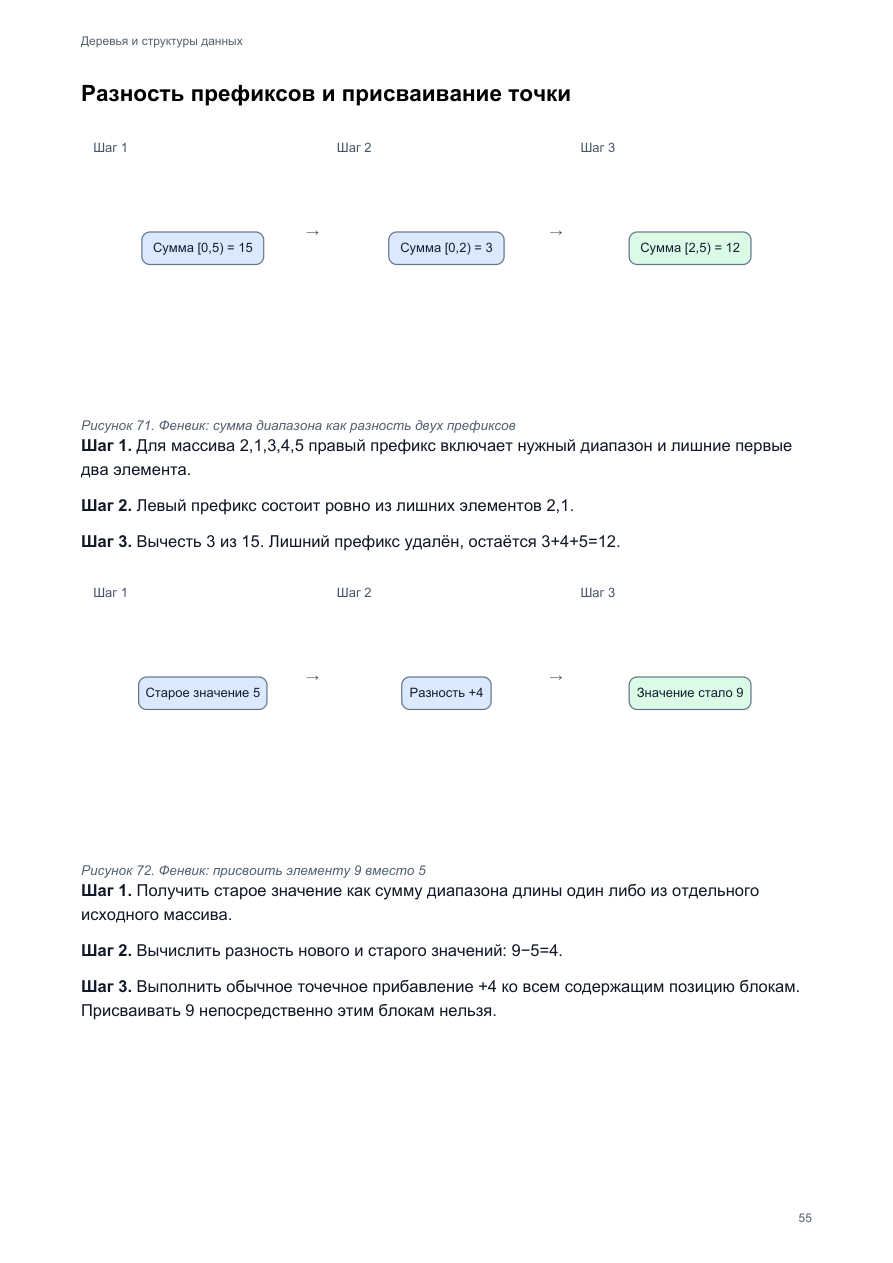 Деревья и структуры данных
Разность префиксов и присваивание точки
Шаг 1
Шаг 2
Шаг 3
Сумма [0,5) = 15
→
Сумма [0,2) = 3
→
Сумма [2,5) = 12
Рисунок 71. Фенвик: сумма диапазона как разность двух префиксов
Шаг 1. Для массива 2,1,3,4,5 правый префикс включает нужный диапазон и лишние первые
два элемента.
Шаг 2. Левый префикс состоит ровно из лишних элементов 2,1.
Шаг 3. Вычесть 3 из 15. Лишний префикс удалён, остаётся 3+4+5=12.
Шаг 1
Шаг 2
Шаг 3
Старое значение 5
→
Разность +4
→
Значение стало 9
Рисунок 72. Фенвик: присвоить элементу 9 вместо 5
Шаг 1. Получить старое значение как сумму диапазона длины один либо из отдельного
исходного массива.
Шаг 2. Вычислить разность нового и старого значений: 9−5=4.
Шаг 3. Выполнить обычное точечное прибавление +4 ко всем содержащим позицию блокам.
Присваивать 9 непосредственно этим блокам нельзя.
55